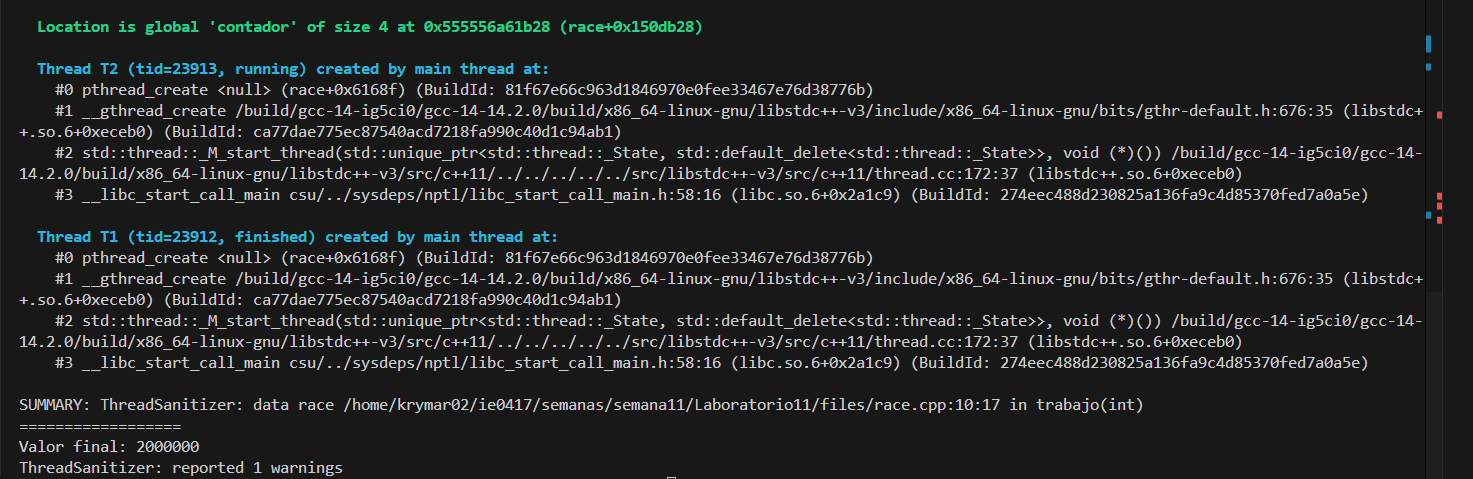 Location is global 'contador' of size 4 at 0x555556a61b28 (race+0x150db28)
Thread T2 (tid=23913, running) created by main thread at:
#0 pthread_create <null> (race+0x6168f) (BuildId: 81f67e66c963d1846970e0fee33467e76d38776b)
#1 __gthread_create /build/gcc-14-ig5ci0/gcc-14-14.2.0/build/x86_64-linux-gnu/libstdc++-v3/include/x86_64-linux-gnu/bits/gthr-default.h:676:35 (libstdc+
+.so.6+0xeceb0) (BuildId: ca77dae775ec87540acd7218fa990c40d1c94ab1)
#2 std::thread::_M_start_thread(std::unique_ptr<std::thread::_State, std::default_delete<std::thread::_State>>, void (*)()) /build/gcc-14-ig5ci0/gcc-14-
14.2.0/build/x86_64-linux-gnu/libstdc++-v3/src/c++11/../../../../../src/libstdc++-v3/src/c++11/thread.cc:172:37 (libstdc++.so.6+0xeceb0)
#3 __libc_start_call_main csu/../sysdeps/nptl/libc_start_call_main.h:58:16 (libc.so.6+0x2a1c9) (BuildId: 274eec488d230825a136fa9c4d85370fed7a0a5e)
Thread T1 (tid=23912, finished) created by main thread at:
#0 pthread_create <null> (race+0x6168f) (BuildId: 81f67e66c963d1846970e0fee33467e76d38776b)
#1 __gthread_create /build/gcc-14-ig5ci0/gcc-14-14.2.0/build/x86_64-linux-gnu/libstdc++-v3/include/x86_64-linux-gnu/bits/gthr-default.h:676:35 (libstdc+
+.so.6+0xeceb0) (BuildId: ca77dae775ec87540acd7218fa990c40d1c94ab1)
#2 std::thread::_M_start_thread(std::unique_ptr<std::thread::_State, std::default_delete<std::thread::_State>>, void (*)()) /build/gcc-14-ig5ci0/gcc-14-
14.2.0/build/x86_64-linux-gnu/libstdc++-v3/src/c++11/../../../../../src/libstdc++-v3/src/c++11/thread.cc:172:37 (libstdc++.so.6+0xeceb0)
#3 __libc_start_call_main csu/../sysdeps/nptl/libc_start_call_main.h:58:16 (libc.so.6+0x2a1c9) (BuildId: 274eec488d230825a136fa9c4d85370fed7a0a5e)
SUMMARY: ThreadSanitizer: data race /home/krymar02/ie0417/semanas/semana11/Laboratorio11/files/race.cpp:10:17 in trabajo(int)
==================
Valor final: 2000000
ThreadSanitizer: reported 1 warnings